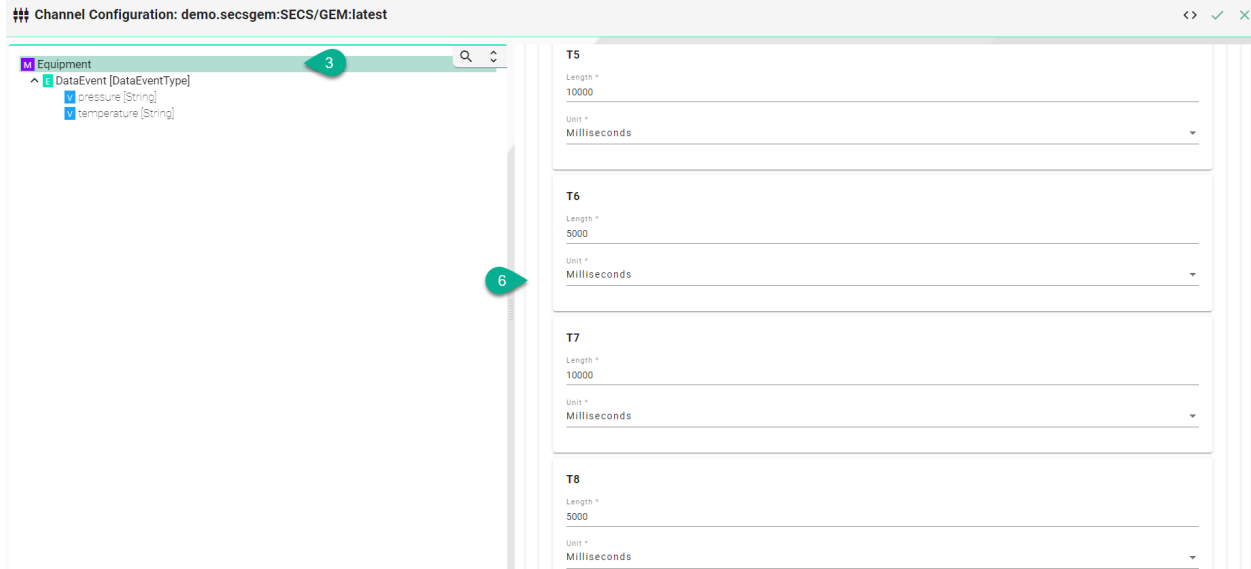 Channel Configuration: demo.secsgem:SECS/GEM:latest
M Equipment
3
E DataEvent [DataEventType]
V pressure [String]
V temperature [String]
T5
Length *
10000
Unit *
Milliseconds
T6
Length *
5000
Unit *
Milliseconds
6
T7
Length *
10000
Unit *
Milliseconds
T8
Length *
5000
Unit *
Milliseconds